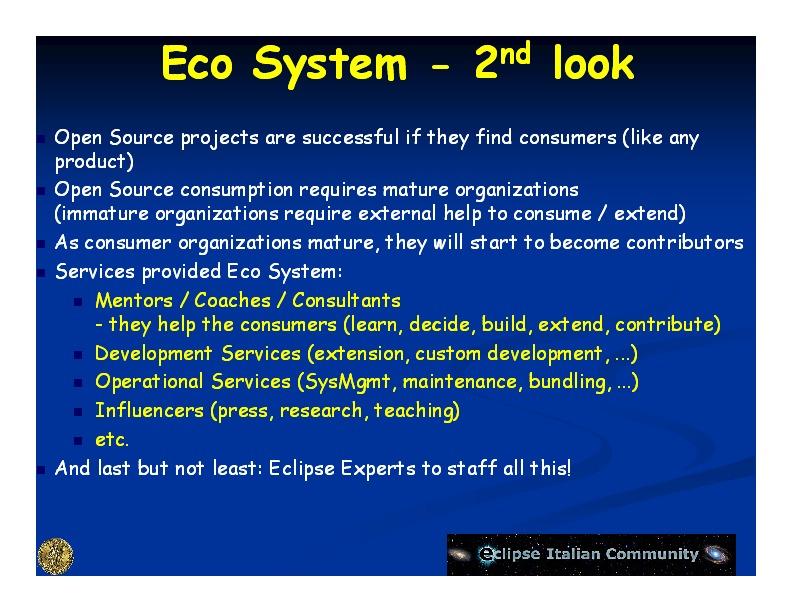 Eco System - 2nd look
Open Source projects are successful if they find consumers (like any
product)
Open Source consumption requires mature organizations
(immature organizations require external help to consume / extend)
As consumer organizations mature, they will start to become contributors
Services provided Eco System:
Mentors / Coaches / Consultants
- they help the consumers (learn, decide, build, extend, contribute)
Development Services (extension, custom development, ...)
Operational Services (SysMgmt, maintenance, bundling, ...)
Influencers (press, research, teaching)
etc.
And last but not least: Eclipse Experts to staff all this!
eclipse Italian Community